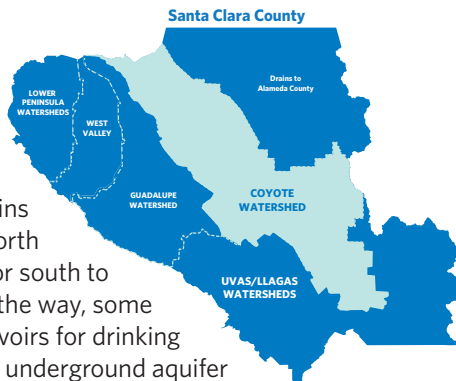 Santa Clara County
Drains to
Alameda County
LOWER
PENINSULA
WATERSHEDS
WEST
VALLEY
GUADALUPE
WATERSHED
COYOTE
WATERSHED
UVAS/LLAGAS
WATERSHEDS
ins
orth
or south to
the way, some
voirs for drinking
underground aquifer